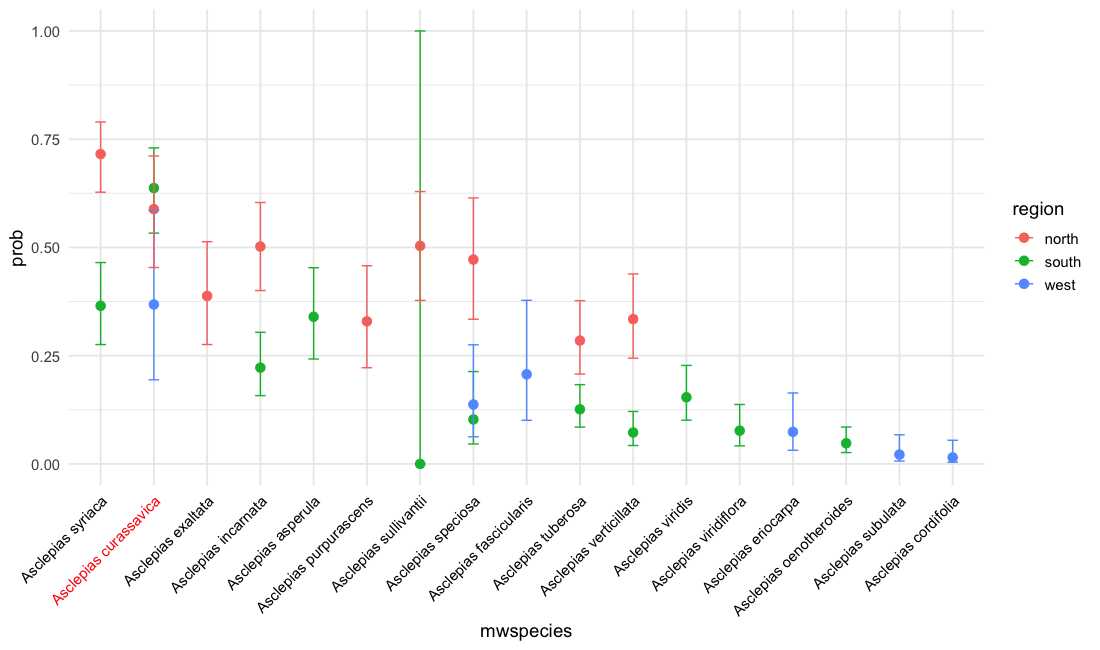 1.00
0.75
0.50
0.25
0.00
prob
Asclepias syriaca
Asclepias curassavica
Asclepias exaltata
Asclepias incarnata
Asclepias asperula
Asclepias purpurascens
Asclepias sullivantii
Asclepias speciosa
Asclepias fascicularis
Asclepias tuberosa
Asclepias verticillata
Asclepias viridis
Asclepias viridiflora
Asclepias eriocarpa
Asclepias oenotheroides
Asclepias subulata
Asclepias cordifolia
mwspecies
region
north
south
west